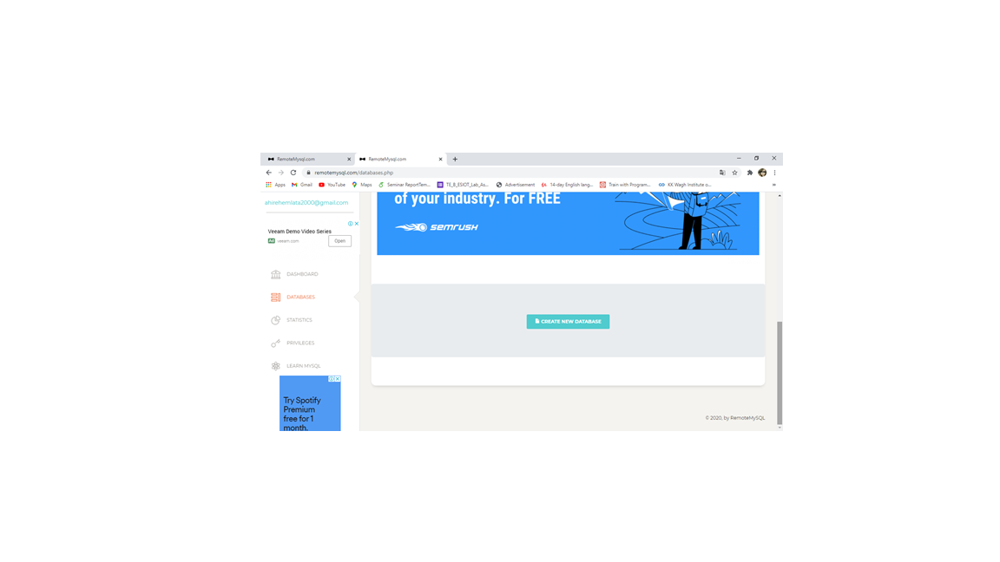 RemoteMysql.com
RemoteMysql.com
remotemysql.com/databases.php
Apps
Gmail
YouTube
Maps
Seminar ReportTem...
TE_B_ESIOT_Lab_As...
Advertisement
14-day English lang...
Train with Program...
KK Wagh Institute o...
»
ahirehemlata2000@gmail.com
Veeam Demo Video Series
Ad veeam.com
Open
DASHBOARD
DATABASES
STATISTICS
PRIVILEGES
LEARN MYSQL
Try Spotify
Premium
free for 1
month.
of your industry. For FREE
semrush
CREATE NEW DATABASE
© 2020, by RemoteMySQL